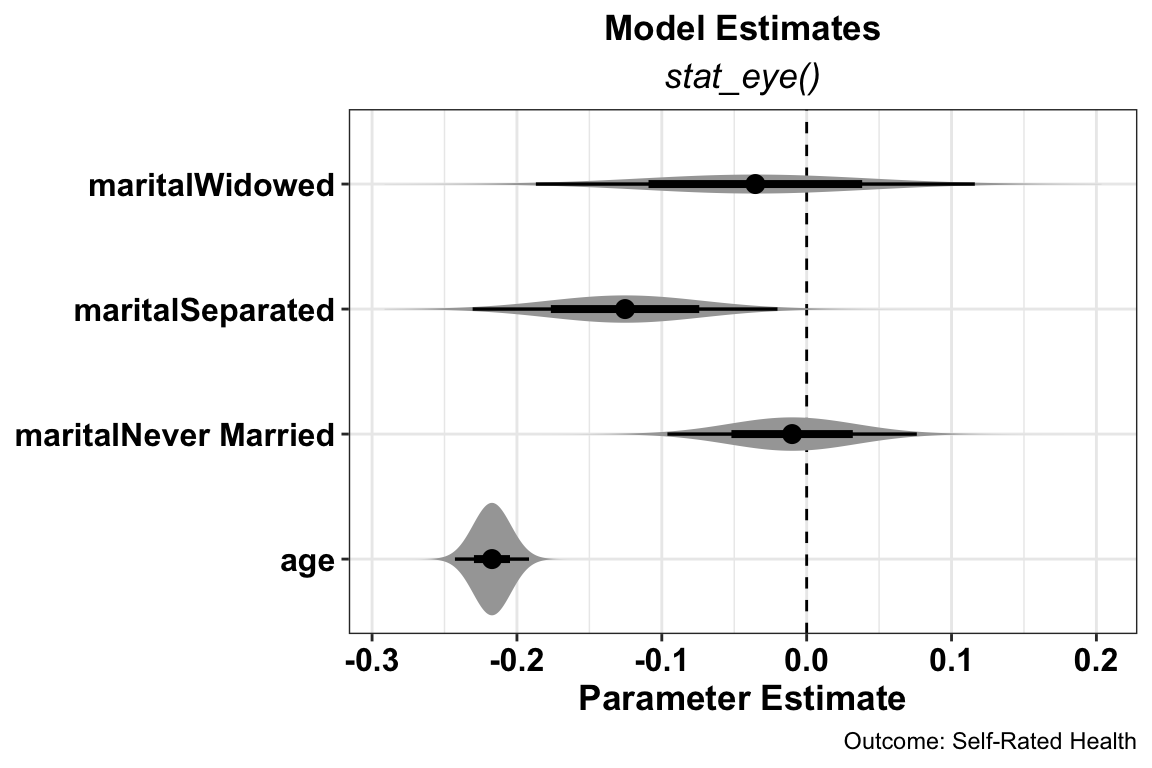 Model Estimates
stat_eye()
maritalWidowed
maritalSeparated
maritalNever Married
age
-0.3 -0.2 -0.1 0.0 0.1 0.2
Parameter Estimate
Outcome: Self-Rated Health